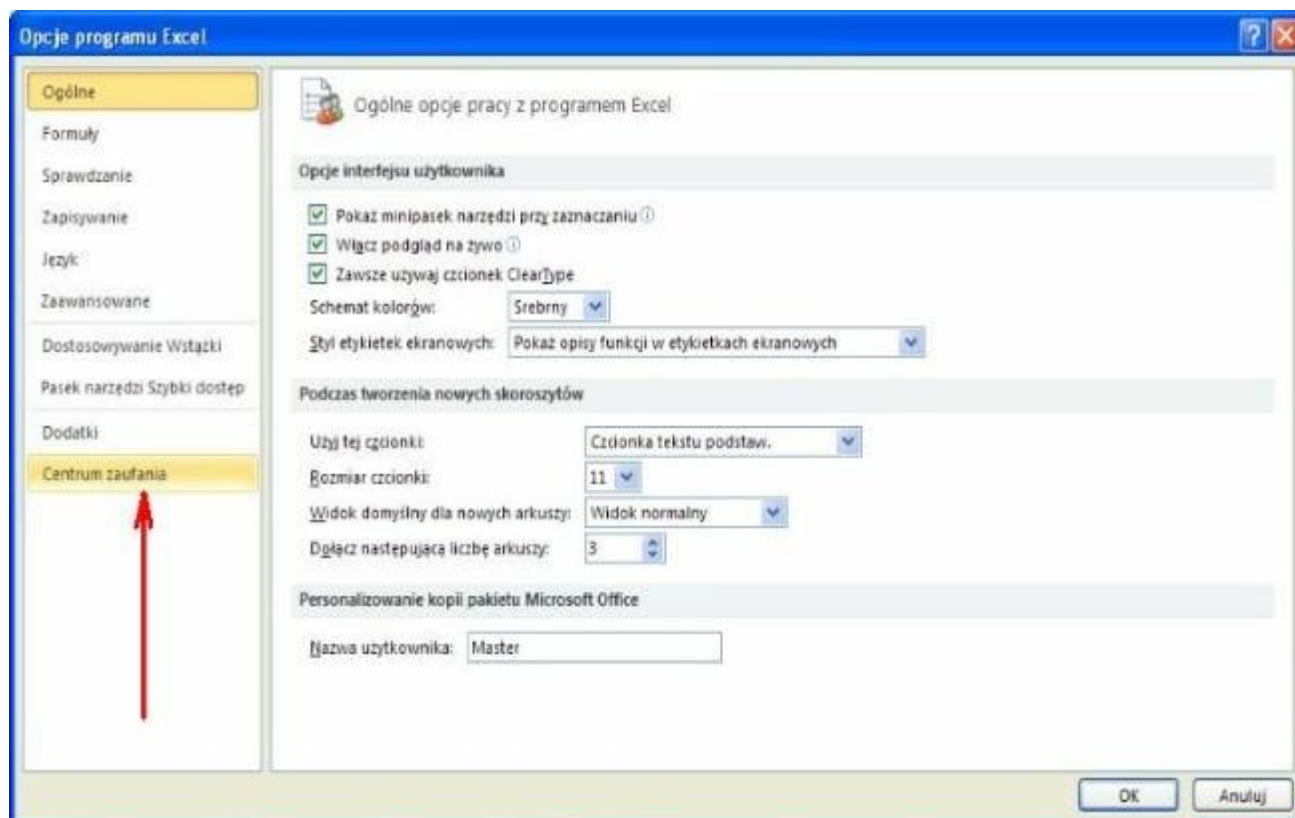 Opcje programu Excel
Ogólne
Formuły
Sprawdzanie
Zapisywanie
Język
Zaawansowane
Dostosowywanie Wstążki
Pasek narzędzi Szybki dostęp
Dodatki
Centrum zaufania
Ogólne opcje pracy z programem Excel
Opcje interfejsu użytkownika
Pokaż minipasek narzędzi przy zaznaczaniu
Włącz podgląd na żywo
Zawsze używaj czcionek ClearType
Schemat kolorów: Srebrny
Styl etykietek ekranowych: Pokaż opisy funkcji w etykietkach ekranowych
Podczas tworzenia nowych skoroszytów
Użyj tej czcionki: Czcionka tekstu podstaw.
Rozmiar czcionki: 11
Widok domyślny dla nowych arkuszy: Widok normalny
Dołącz następującą liczbę arkuszy: 3
Personalizowanie kopii pakietu Microsoft Office
Nazwa użytkownika: Master
OK Anuluj